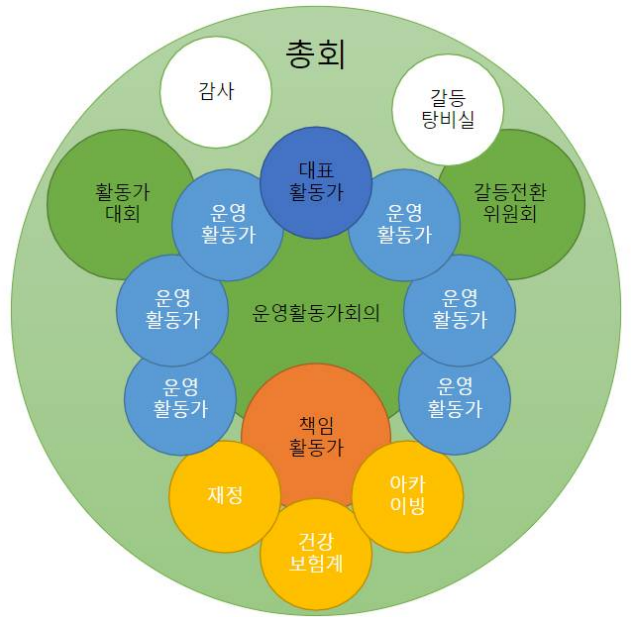 총회
감사
갈등
탕비실
대표
활동가
활동가
대회
갈등전환
위원회
운영
활동가
운영
활동가
운영
활동가
운영활동가회의
운영
활동가
운영
활동가
운영
활동가
책임
활동가
재정
아카
이빙
건강
보험계